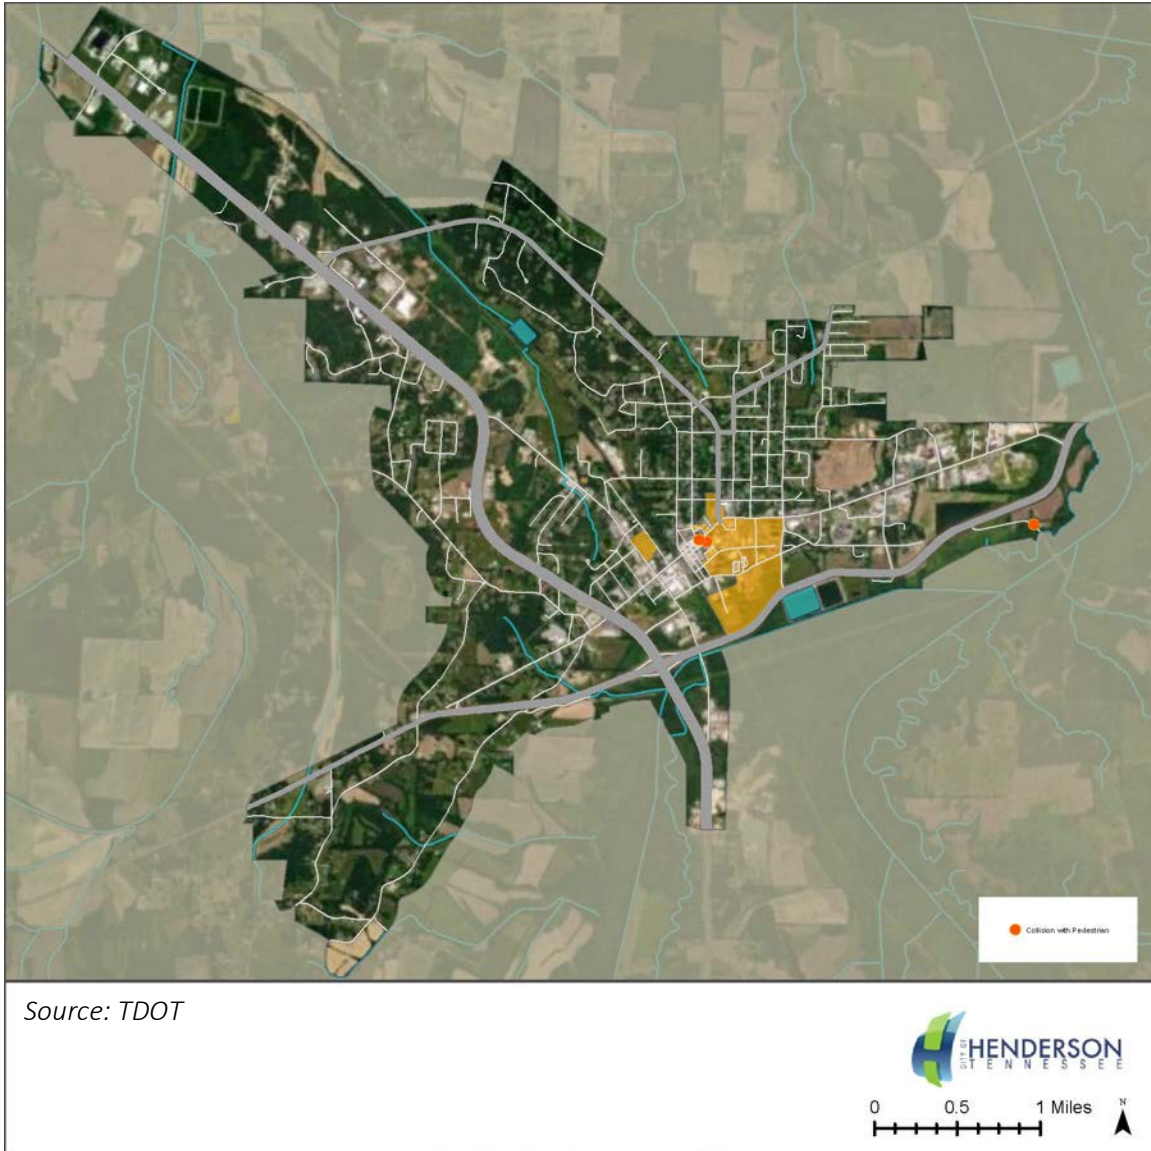 Collision with Pedestrian
Source: TDOT
CITY OF
HENDERSON
TENNESSEE
0 0.5 1 Miles
N